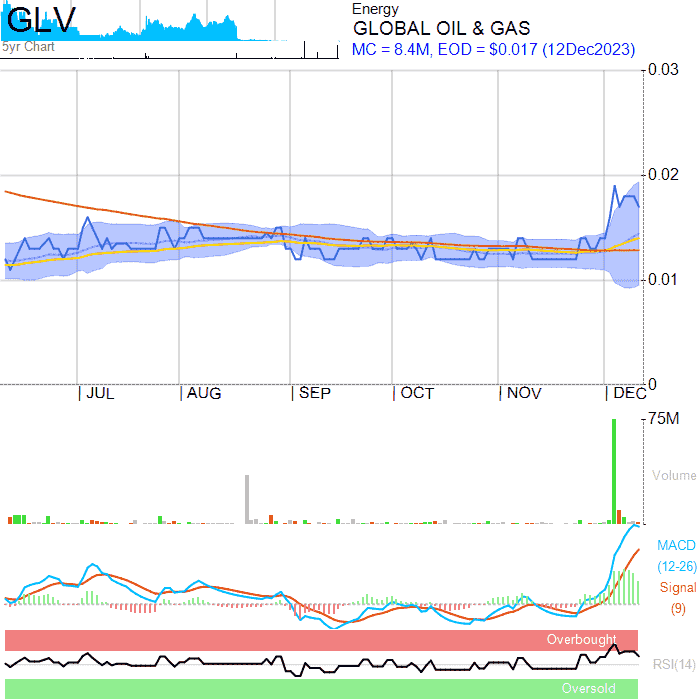 GLV
5yr Chart
Energy
GLOBAL OIL & GAS
MC = 8.4M, EOD = $0.017 (12Dec2023)
0.03
0.02
0.01
0
JUL
AUG
SEP
OCT
NOV
DEC
75M
Volume
MACD
(12-26)
Signal
(9)
Overbought
RSI(14)
Oversold